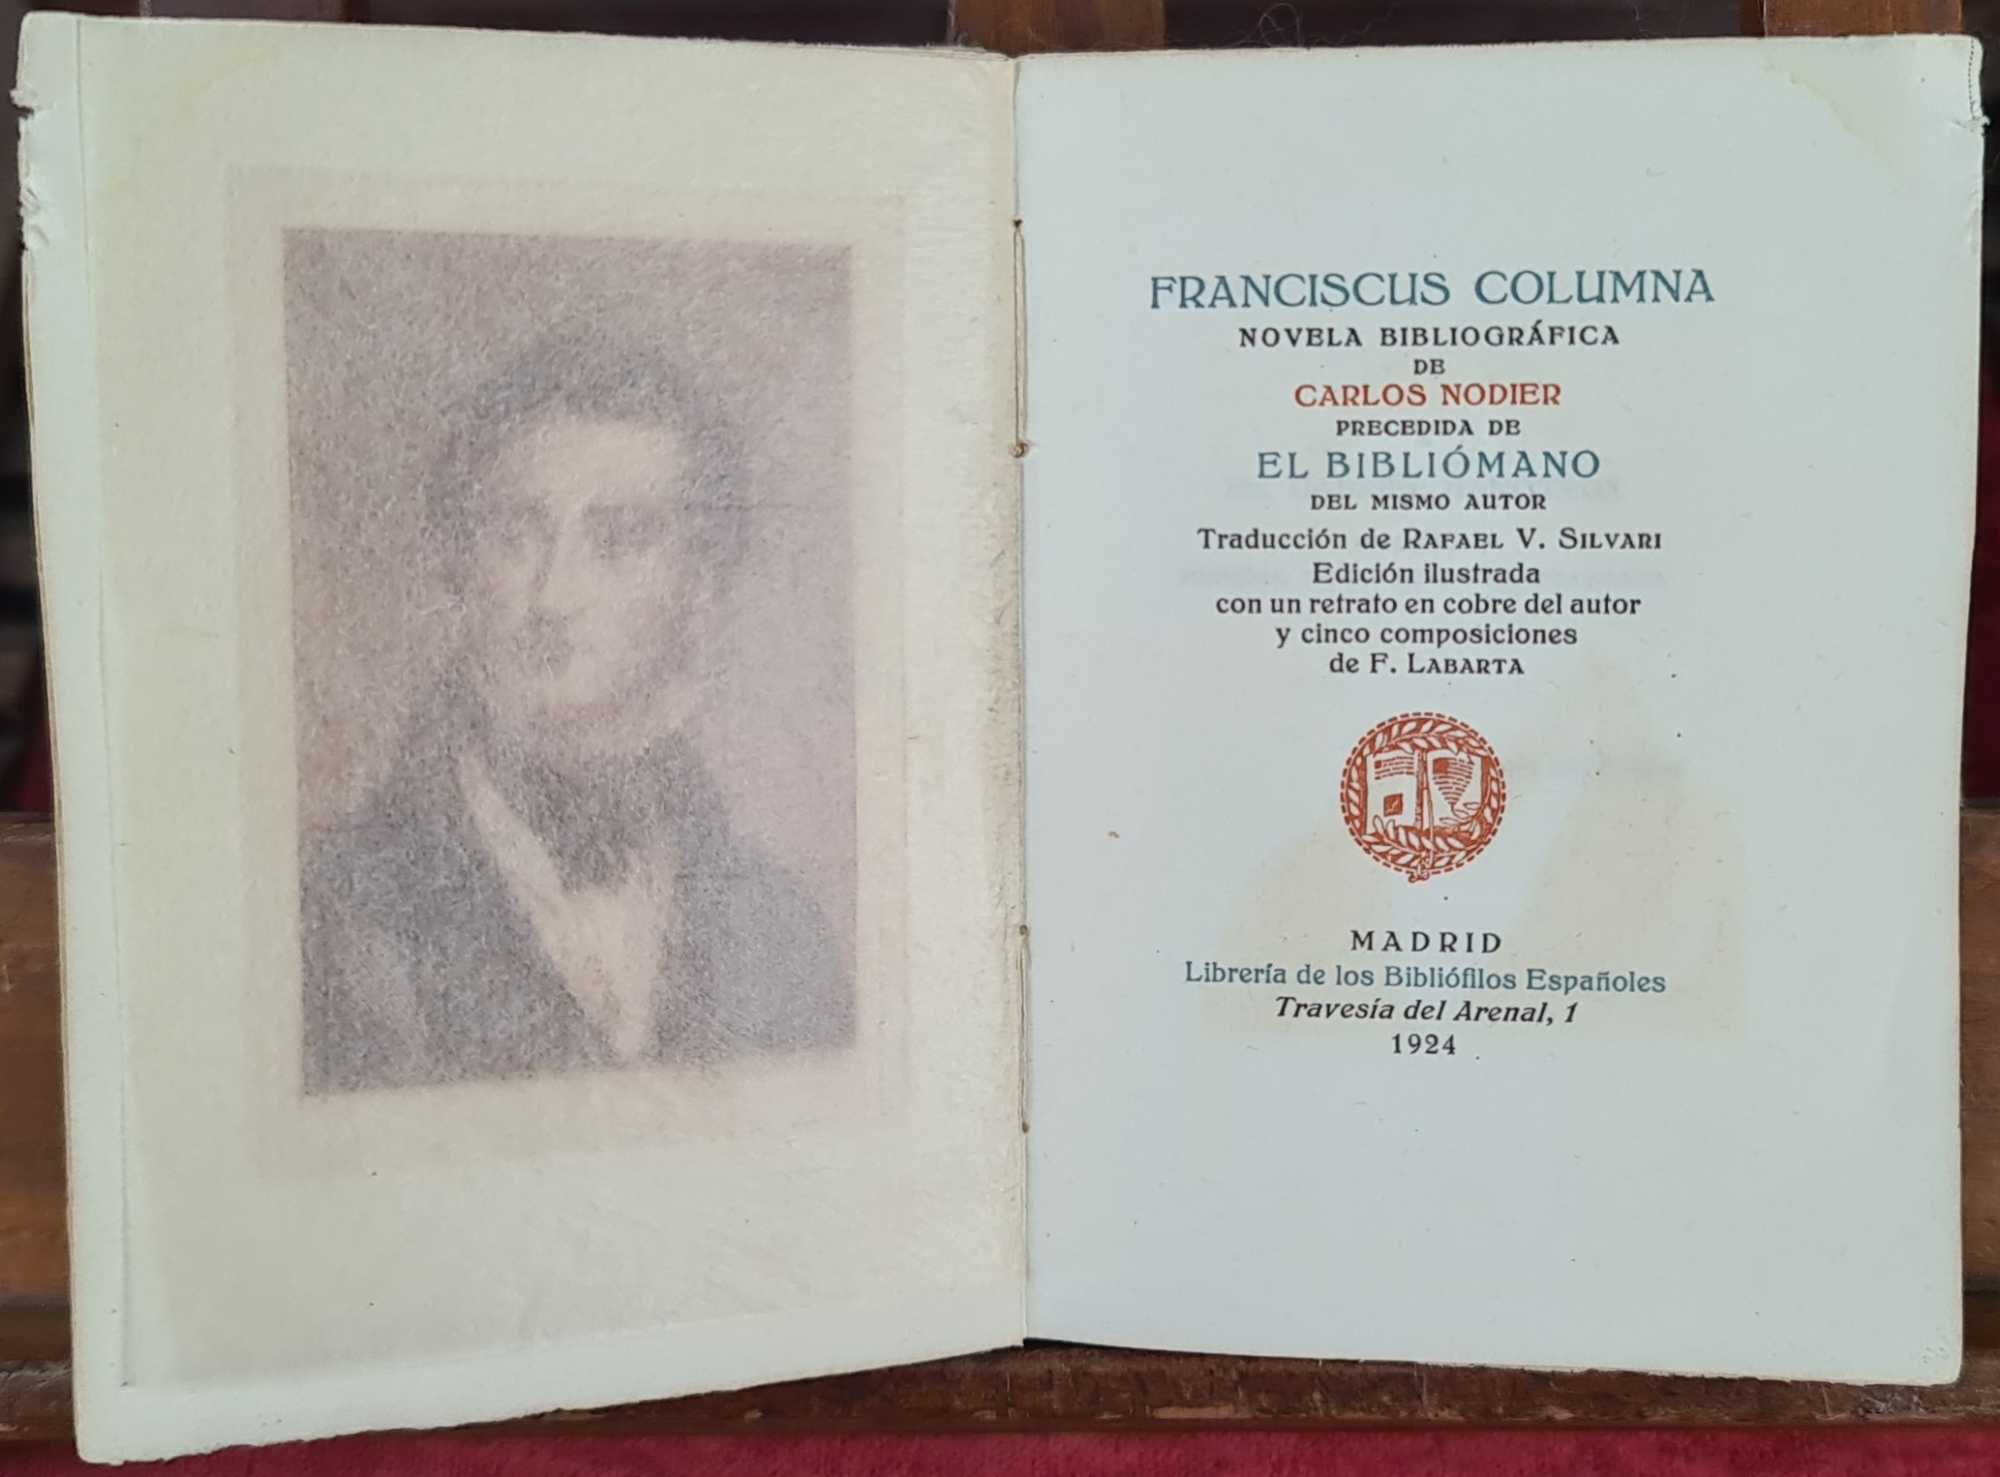 FRANCISCUS COLUMNA
NOVELA BIBLIOGRÁFICA
DE
CARLOS NODIER
PRECEDIDA DE
EL BIBLIÓMANO
DEL MISMO AUTOR
Traducción de RAFAEL V. SILVARI
Edición ilustrada
con un retrato en cobre del autor
y cinco composiciones
de F. LABARTA
MADRID
Librería de los Bibliófilos Españoles
Travesía del Arenal, 1
1924